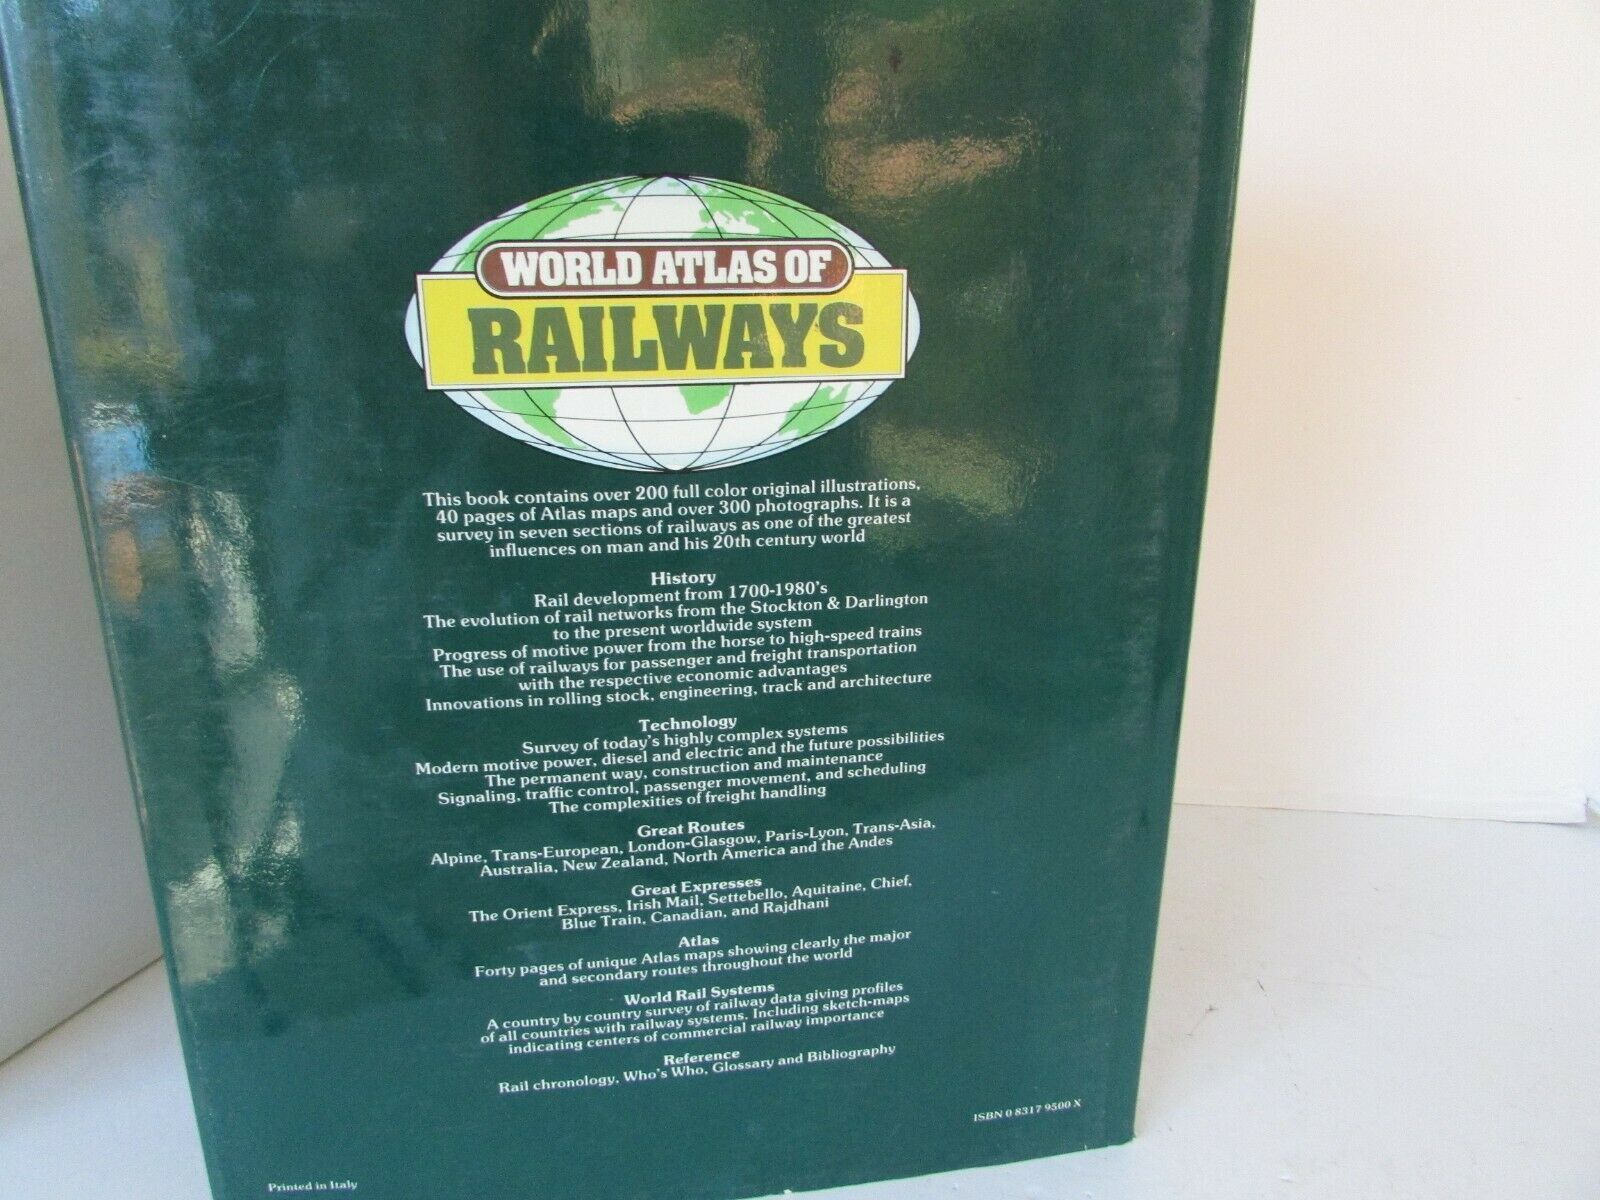 WORLD ATLAS OF
RAILWAYS
This book contains over 200 full color original illustrations,
40 pages of Atlas maps and over 300 photographs. It is a
survey in seven sections of railways as one of the greatest
influences on man and his 20th century world
History
Rail development from 1700-1980's
The evolution of rail networks from the Stockton & Darlington
to the present worldwide system
Progress of motive power from the horse to high-speed trains
The use of railways for passenger and freight transportation
with the respective economic advantages
Innovations in rolling stock, engineering, track and architecture
Technology
Survey of today's highly complex systems
Modern motive power, diesel and electric and the future possibilities
The permanent way, construction and maintenance
Signaling, traffic control, passenger movement, and scheduling
The complexities of freight handling
Great Routes
Alpine, Trans-European, London-Glasgow, Paris-Lyon, Trans-Asia,
Australia, New Zealand, North America and the Andes
Great Expresses
The Orient Express, Irish Mail, Settebello, Aquitaine, Chief,
Blue Train, Canadian, and Rajdhani
Atlas
Forty pages of unique Atlas maps showing clearly the major
and secondary routes throughout the world
World Rail Systems
A country by country survey of railway data giving profiles
of all countries with railway systems. Including sketch-maps
indicating centers of commercial railway importance
Reference
Rail chronology, Who's Who, Glossary and Bibliography
ISBN 0 8317 9500 X
Printed in Italy